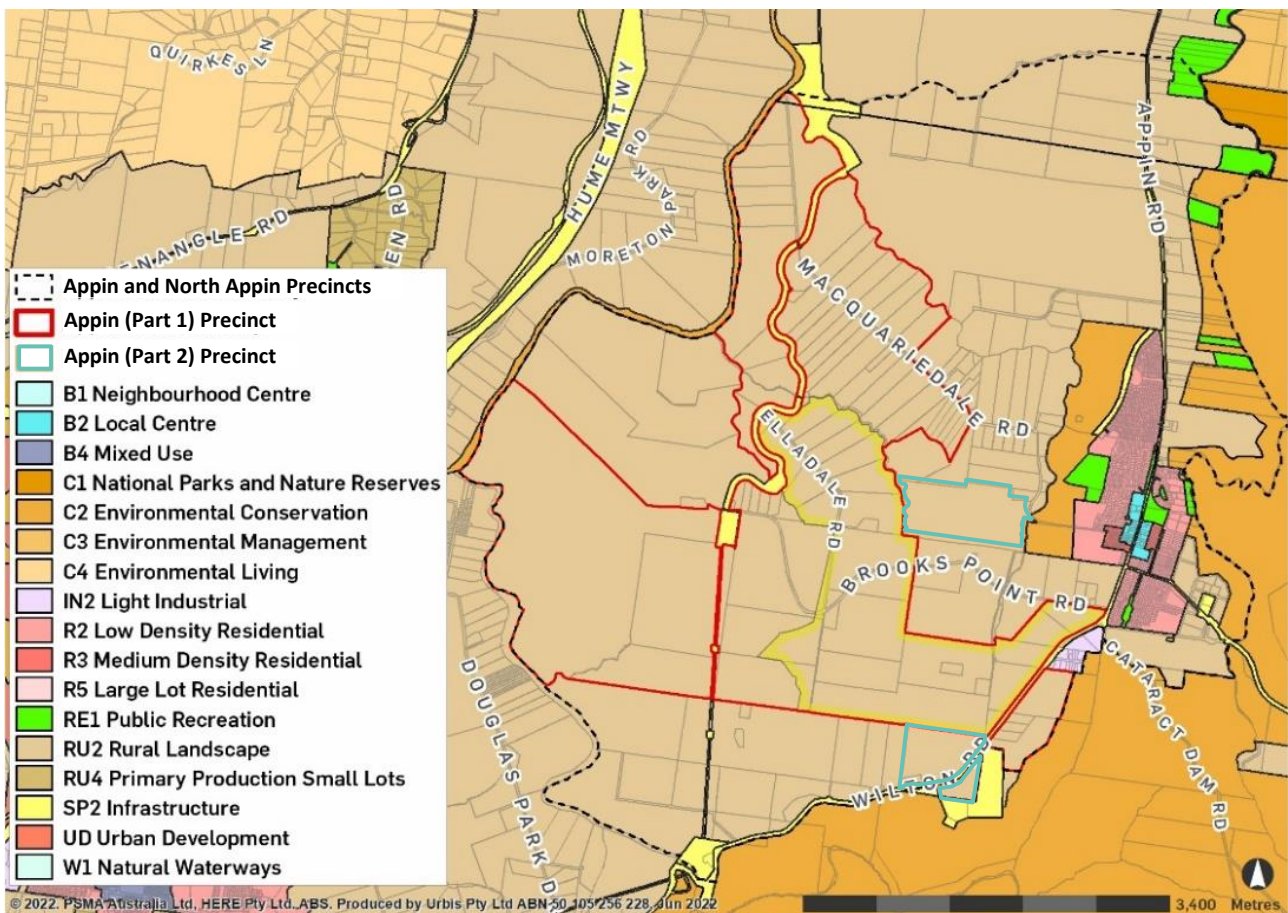 QUIRKES LN
HUME MTWY
MORETON PARK RD
APPIN RD
MACQUARIEDALE RD
ELLADALE RD
BROOKS POINT RD
CATARACT DAM RD
WILTON RD
DOUGLAS PARK D
ENANGLE RD
EN RD
Appin and North Appin Precincts
Appin (Part 1) Precinct
Appin (Part 2) Precinct
B1 Neighbourhood Centre
B2 Local Centre
B4 Mixed Use
C1 National Parks and Nature Reserves
C2 Environmental Conservation
C3 Environmental Management
C4 Environmental Living
IN2 Light Industrial
R2 Low Density Residential
R3 Medium Density Residential
R5 Large Lot Residential
RE1 Public Recreation
RU2 Rural Landscape
RU4 Primary Production Small Lots
SP2 Infrastructure
UD Urban Development
W1 Natural Waterways
© 2022. PSMA Australia Ltd, HERE Pty Ltd. ABS. Produced by Urbis Pty Ltd ABN 50 105 256 228. Jun 2022
3,400 Metres